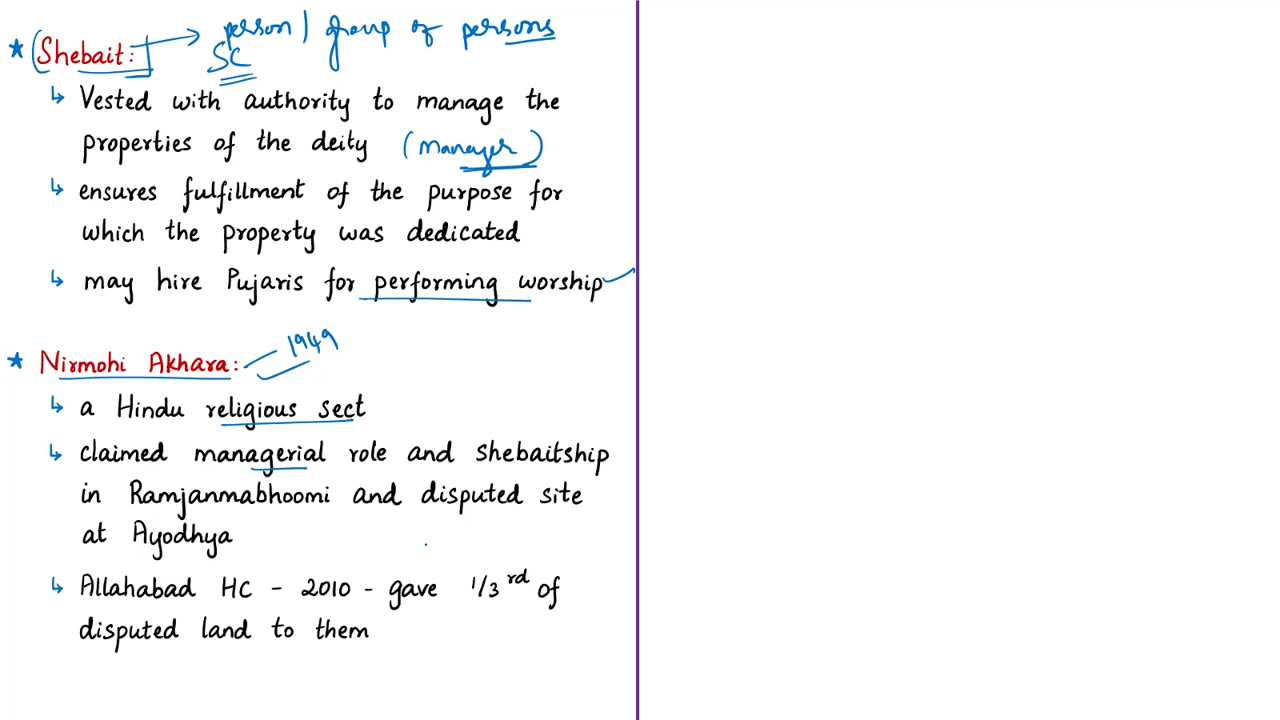 * Shebait: → person / group of persons
SC
↳ Vested with authority to manage the
properties of the deity (manager)
↳ ensures fulfillment of the purpose for
which the property was dedicated
↳ may hire Pujaris for performing worship
* Nirmohi Akhara: 1949
↳ a Hindu religious sect
↳ claimed managerial role and shebaitship
in Ramjanmabhoomi and disputed site
at Ayodhya
↳ Allahabad HC - 2010 - gave 1/3 rd of
disputed land to them